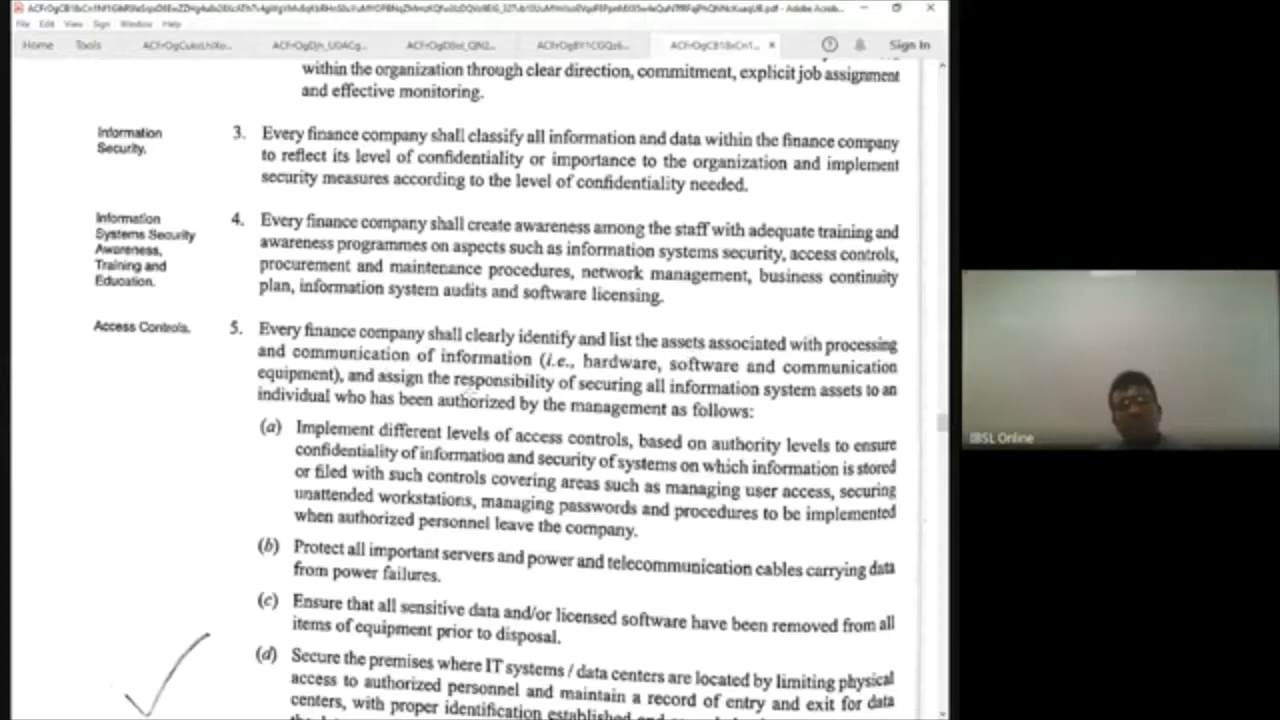 File Edit View Sign Window Help
Home Tools Sign In
within the organization through clear direction, commitment, explicit job assignment
and effective monitoring.
Information
Security.
3. Every finance company shall classify all information and data within the finance company
to reflect its level of confidentiality or importance to the organization and implement
security measures according to the level of confidentiality needed.
Information
Systems Security
Awareness,
Training and
Education.
4. Every finance company shall create awareness among the staff with adequate training and
awareness programmes on aspects such as information systems security, access controls,
procurement and maintenance procedures, network management, business continuity
plan, information system audits and software licensing.
Access Controls.
5. Every finance company shall clearly identify and list the assets associated with processing
and communication of information (i.e., hardware, software and communication
equipment), and assign the responsibility of securing all information system assets to an
individual who has been authorized by the management as follows:
(a) Implement different levels of access controls, based on authority levels to ensure
confidentiality of information and security of systems on which information is stored
or filed with such controls covering areas such as managing user access, securing
unattended workstations, managing passwords and procedures to be implemented
when authorized personnel leave the company.
(b) Protect all important servers and power and telecommunication cables carrying data
from power failures.
(c) Ensure that all sensitive data and/or licensed software have been removed from all
items of equipment prior to disposal.
(d) Secure the premises where IT systems / data centers are located by limiting physical
access to authorized personnel and maintain a record of entry and exit for data
centers, with proper identification established and
IBSL Online